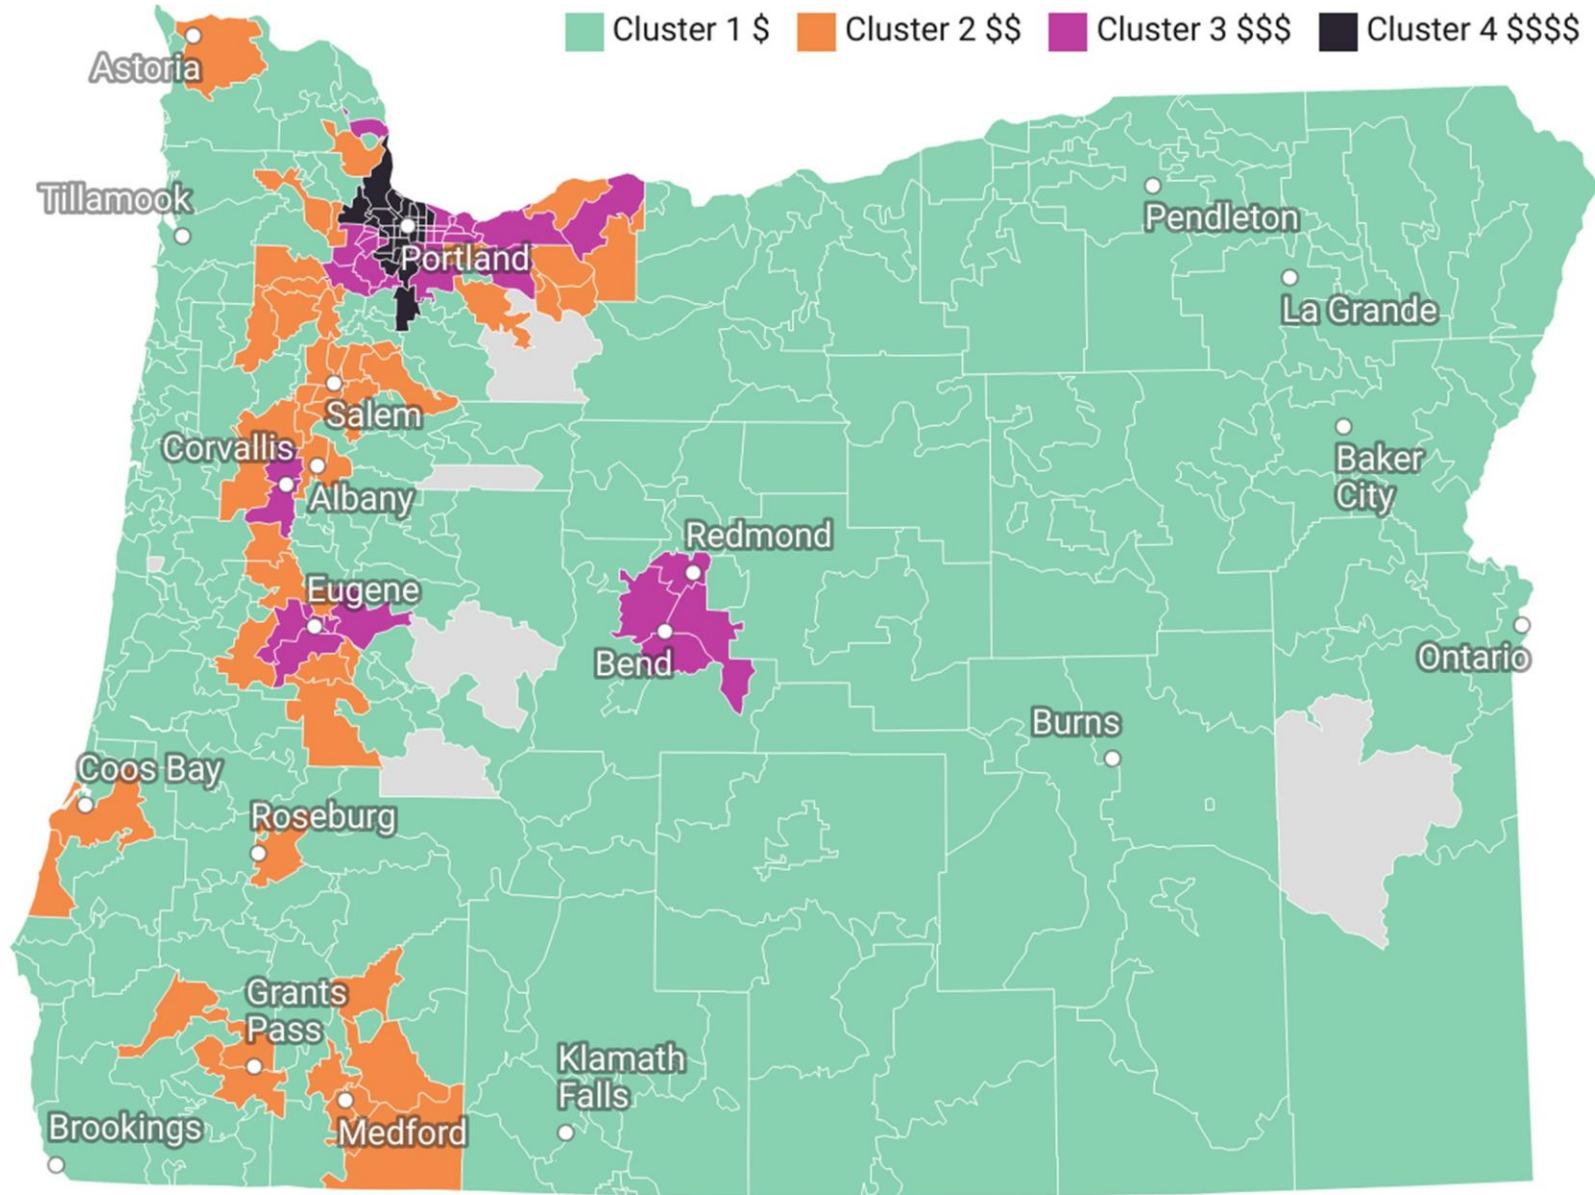 Cluster 1 $
Cluster 2 $$
Cluster 3 $$$
Cluster 4 $$$$
Astoria
Tillamook
Pendleton
Portland
La Grande
Salem
Corvallis
Baker
City
Albany
Redmond
Eugene
Bend
Ontario
Burns
Coos Bay
Roseburg
Grants
Pass
Klamath
Falls
Brookings
Medford